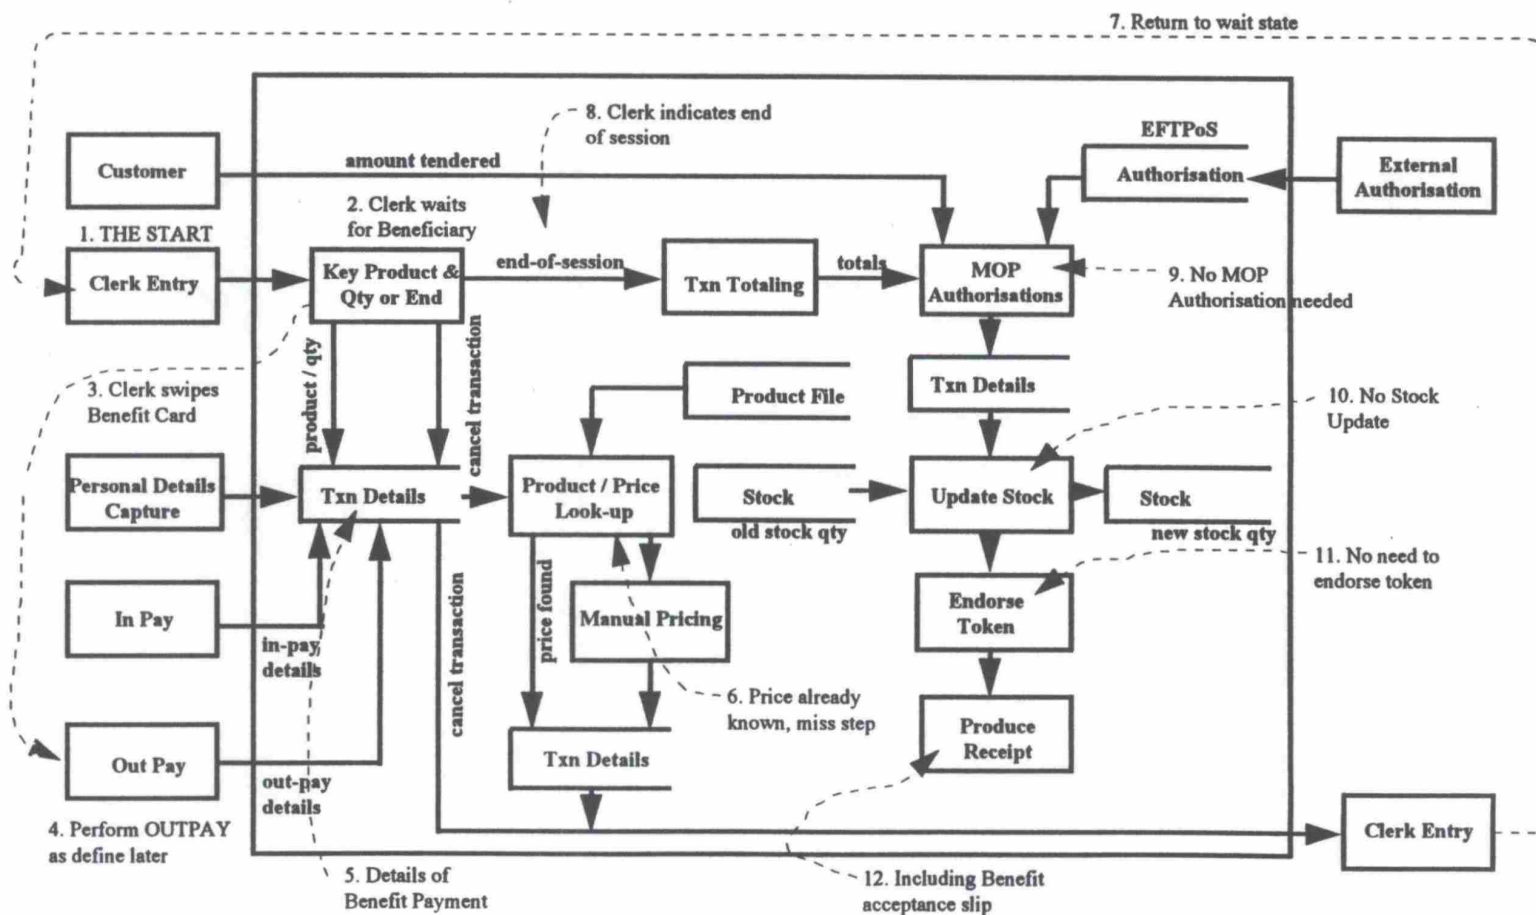 7. Return to wait state
8. Clerk indicates end
of session
EFTPoS
Customer
amount tendered
Authorisation
External
Authorisation
1. THE START
2. Clerk waits
for Beneficiary
Clerk Entry
Key Product &
Qty or End
end-of-session
Txn Totaling
totals
MOP
Authorisations
9. No MOP
Authorisation needed
product / qty
cancel transaction
3. Clerk swipes
Benefit Card
Product File
Txn Details
10. No Stock
Update
Personal Details
Capture
Txn Details
Product / Price
Look-up
Stock
old stock qty
Update Stock
Stock
new stock qty
11. No need to
endorse token
In Pay
in-pay
details
cancel transaction
price found
Manual Pricing
Endorse
Token
6. Price already
known, miss step
Produce
Receipt
Out Pay
out-pay
details
Txn Details
4. Perform OUTPAY
as define later
Clerk Entry
5. Details of
Benefit Payment
12. Including Benefit
acceptance slip